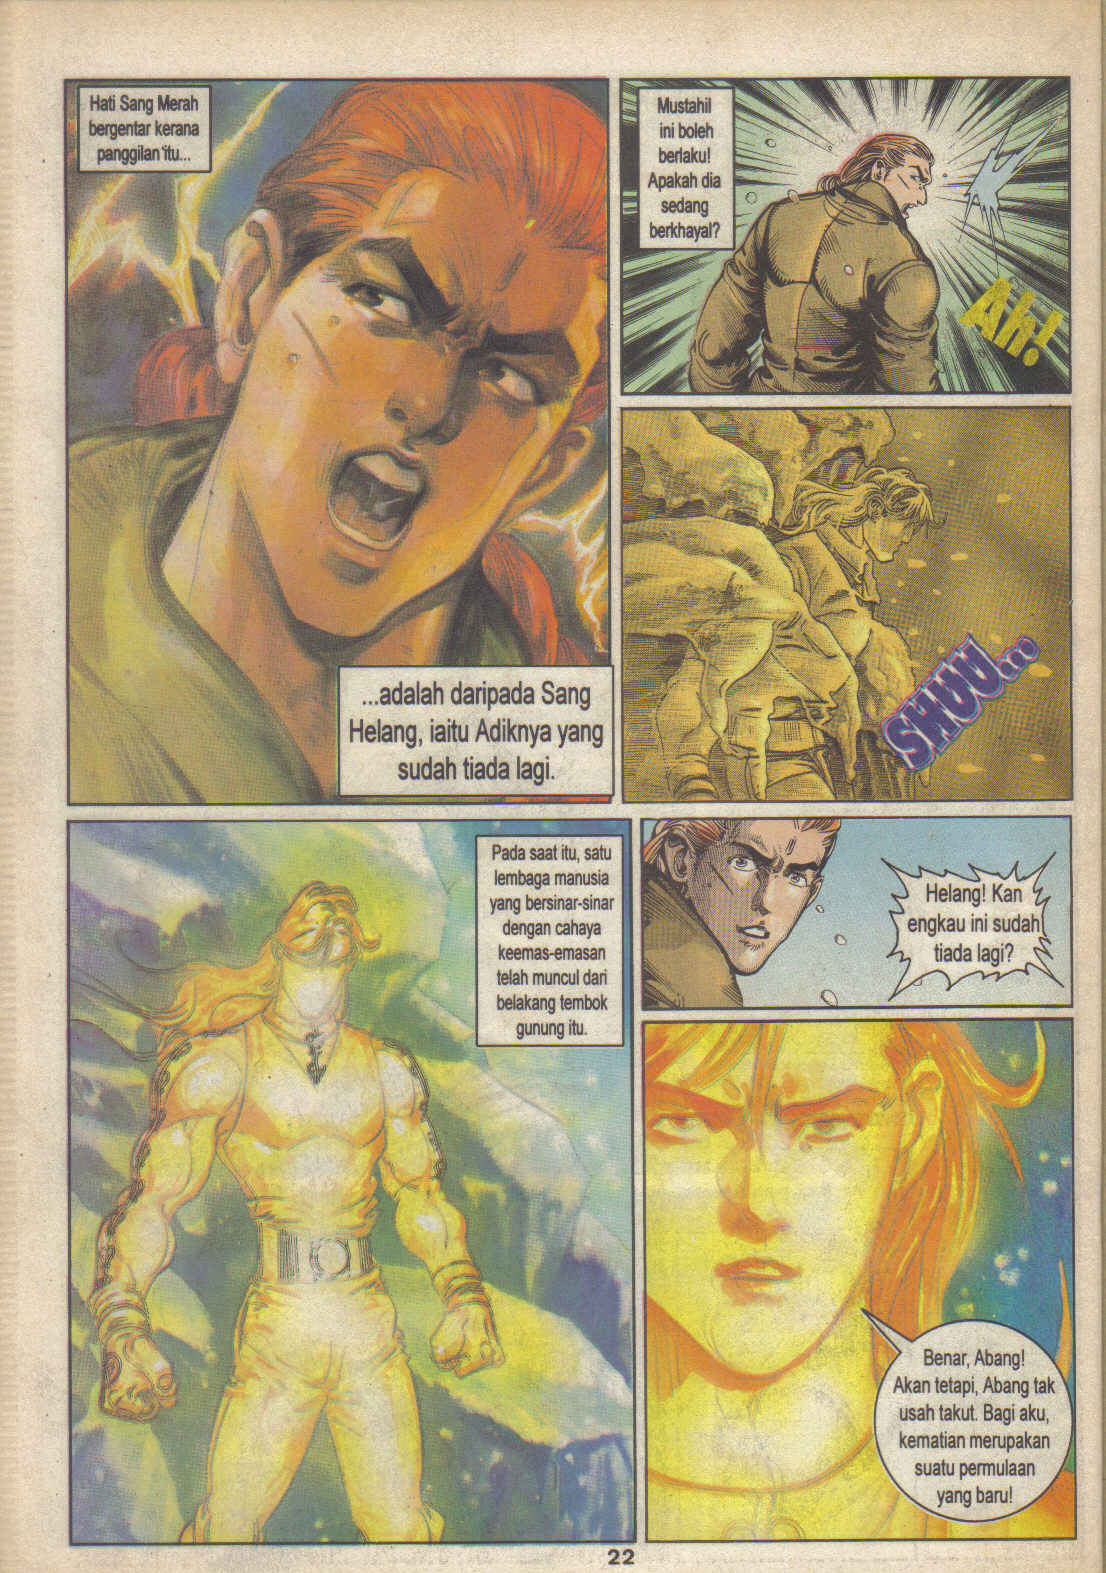 Hati Sang Merah
bergentar kerana
panggilan itu...
...adalah daripada Sang
Helang, iaitu Adiknya yang
sudah tiada lagi.
Mustahil
ini boleh
berlaku!
Apakah dia
sedang
berkhayal?
Ah!
SHUU...
Pada saat itu, satu
lembaga manusia
yang bersinar-sinar
dengan cahaya
keemas-emasan
telah muncul dari
belakang tembok
gunung itu.
Helang! Kan
engkau ini sudah
tiada lagi?
Benar, Abang!
Akan tetapi, Abang tak
usah takut. Bagi aku,
kematian merupakan
suatu permulaan
yang baru!
22